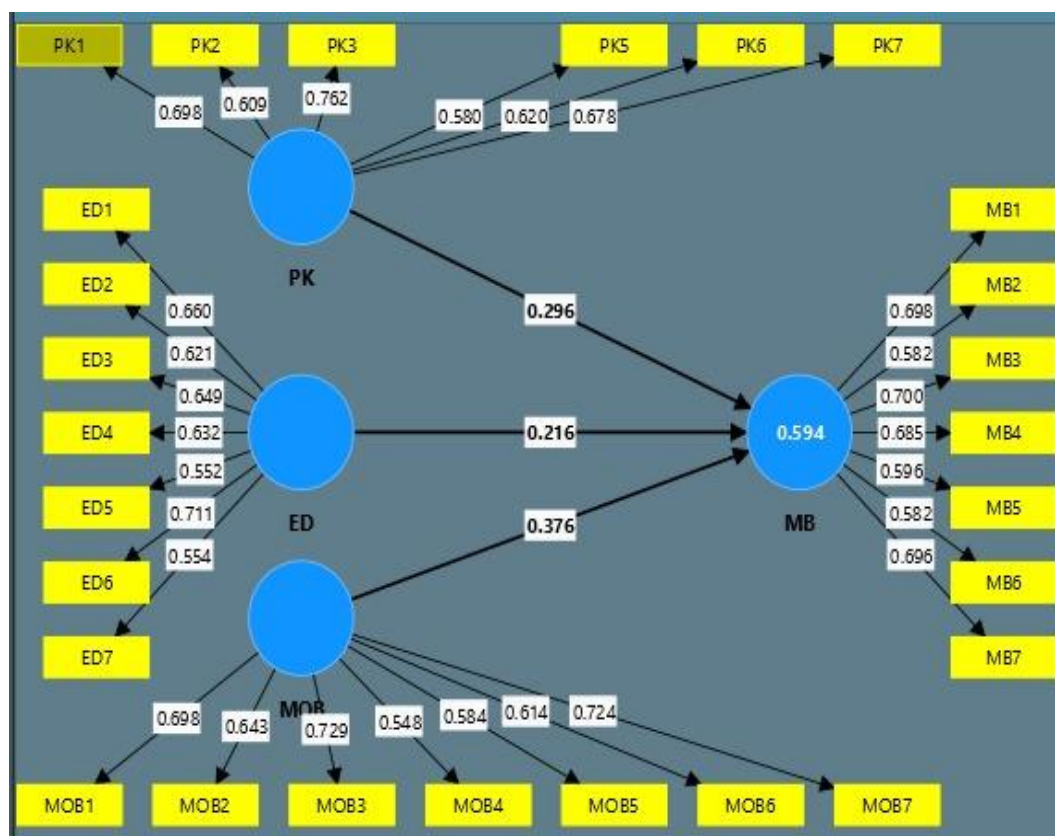 PK1 PK2 PK3 PK5 PK6 PK7
0.698 0.609 0.762 0.580 0.620 0.678
PK
ED1
ED2
ED3
ED4
ED5
ED6
ED7
0.660
0.621
0.649
0.632
0.552
0.711
0.554
ED
0.296
0.216
0.376
0.594
MB
0.698
0.582
0.700
0.685
0.596
0.582
0.696
MB1
MB2
MB3
MB4
MB5
MB6
MB7
MOB
0.698 0.643 0.729 0.548 0.584 0.614 0.724
MOB1 MOB2 MOB3 MOB4 MOB5 MOB6 MOB7